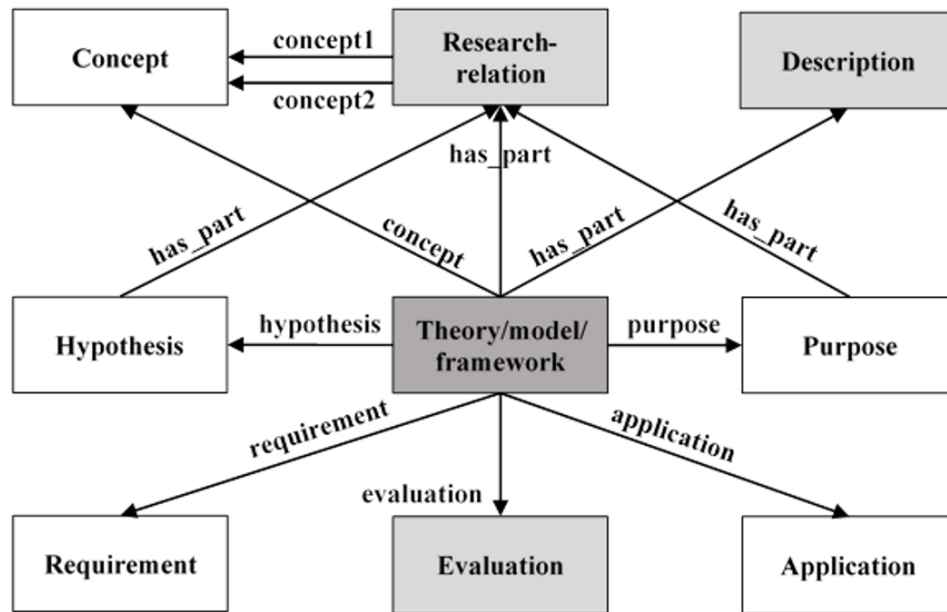 Concept
concept1
concept2
Research-
relation
Description
has_part
has_part
concept
has_part
has_part
Hypothesis
hypothesis
Theory/model/
framework
purpose
Purpose
requirement
evaluation
application
Requirement
Evaluation
Application